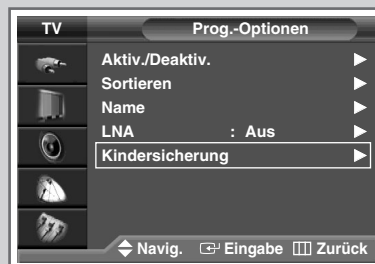 TV Prog.-Optionen
Aktiv./Deaktiv.
Sortieren
Name
LNA : Aus
Kindersicherung
Navig. Eingabe Zurück